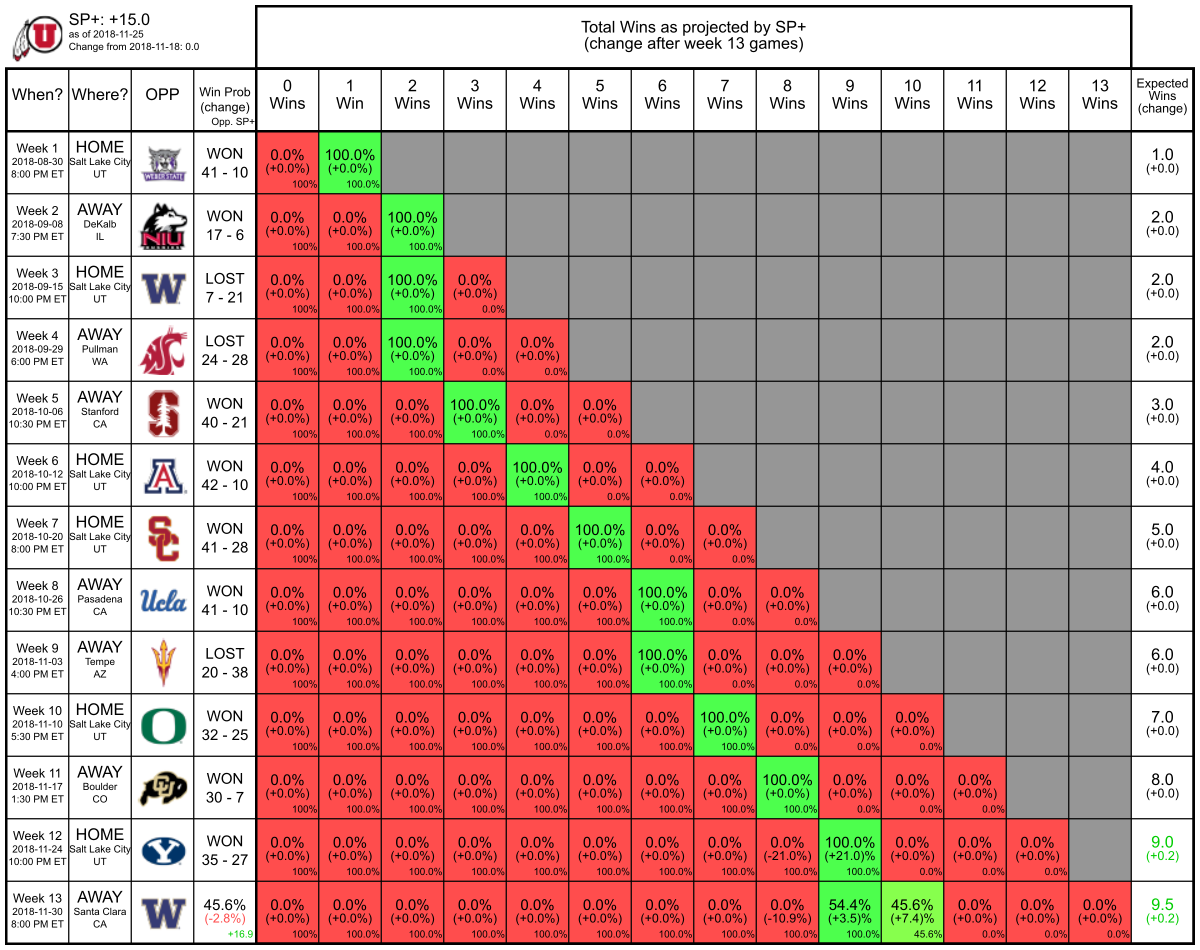 SP+: +15.0
as of 2018-11-25
Change from 2018-11-18: 0.0
Total Wins as projected by SP+
(change after week 13 games)
When? Where? OPP Win Prob (change) Opp. SP+ 0 Wins 1 Win 2 Wins 3 Wins 4 Wins 5 Wins 6 Wins 7 Wins 8 Wins 9 Wins 10 Wins 11 Wins 12 Wins 13 Wins Expected Wins (change)
Week 1 HOME WEBER STATE WON 0.0% 100.0% 1.0
2018-08-30 Salt Lake City (+0.0%) (+0.0%) (+0.0)
8:00 PM ET UT 41 - 10 100% 100.0%
Week 2 AWAY NIU WON 0.0% 0.0% 100.0% 2.0
2018-09-08 DeKalb (+0.0%) (+0.0%) (+0.0%) (+0.0)
7:30 PM ET IL 17 - 6 100% 100.0% 100.0%
Week 3 HOME W LOST 0.0% 0.0% 100.0% 0.0% 2.0
2018-09-15 Salt Lake City (+0.0%) (+0.0%) (+0.0%) (+0.0%) (+0.0)
10:00 PM ET UT 7 - 21 100% 100.0% 100.0% 0.0%
Week 4 AWAY LOST 0.0% 0.0% 100.0% 0.0% 0.0% 2.0
2018-09-29 Pullman (+0.0%) (+0.0%) (+0.0%) (+0.0%) (+0.0%) (+0.0)
6:00 PM ET WA 24 - 28 100% 100.0% 100.0% 0.0% 0.0%
Week 5 AWAY S WON 0.0% 0.0% 0.0% 100.0% 0.0% 0.0% 3.0
2018-10-06 Stanford (+0.0%) (+0.0%) (+0.0%) (+0.0%) (+0.0%) (+0.0%) (+0.0)
10:30 PM ET CA 40 - 21 100% 100.0% 100.0% 100.0% 0.0% 0.0%
Week 6 HOME A WON 0.0% 0.0% 0.0% 0.0% 100.0% 0.0% 0.0% 4.0
2018-10-12 Salt Lake City (+0.0%) (+0.0%) (+0.0%) (+0.0%) (+0.0%) (+0.0%) (+0.0%) (+0.0)
10:00 PM ET UT 42 - 10 100% 100.0% 100.0% 100.0% 100.0% 0.0% 0.0%
Week 7 HOME SC WON 0.0% 0.0% 0.0% 0.0% 0.0% 100.0% 0.0% 0.0% 5.0
2018-10-20 Salt Lake City (+0.0%) (+0.0%) (+0.0%) (+0.0%) (+0.0%) (+0.0%) (+0.0%) (+0.0%) (+0.0)
8:00 PM ET UT 41 - 28 100% 100.0% 100.0% 100.0% 100.0% 100.0% 0.0% 0.0%
Week 8 AWAY Ucla WON 0.0% 0.0% 0.0% 0.0% 0.0% 0.0% 100.0% 0.0% 0.0% 6.0
2018-10-26 Pasadena (+0.0%) (+0.0%) (+0.0%) (+0.0%) (+0.0%) (+0.0%) (+0.0%) (+0.0%) (+0.0%) (+0.0)
10:30 PM ET CA 41 - 10 100% 100.0% 100.0% 100.0% 100.0% 100.0% 100.0% 0.0% 0.0%
Week 9 AWAY LOST 0.0% 0.0% 0.0% 0.0% 0.0% 0.0% 100.0% 0.0% 0.0% 0.0% 6.0
2018-11-03 Tempe (+0.0%) (+0.0%) (+0.0%) (+0.0%) (+0.0%) (+0.0%) (+0.0%) (+0.0%) (+0.0%) (+0.0%) (+0.0)
4:00 PM ET AZ 20 - 38 100% 100.0% 100.0% 100.0% 100.0% 100.0% 100.0% 0.0% 0.0% 0.0%
Week 10 HOME O WON 0.0% 0.0% 0.0% 0.0% 0.0% 0.0% 0.0% 100.0% 0.0% 0.0% 0.0% 7.0
2018-11-10 Salt Lake City (+0.0%) (+0.0%) (+0.0%) (+0.0%) (+0.0%) (+0.0%) (+0.0%) (+0.0%) (+0.0%) (+0.0%) (+0.0%) (+0.0)
5:30 PM ET UT 32 - 25 100% 100.0% 100.0% 100.0% 100.0% 100.0% 100.0% 100.0% 0.0% 0.0% 0.0%
Week 11 AWAY CU WON 0.0% 0.0% 0.0% 0.0% 0.0% 0.0% 0.0% 0.0% 100.0% 0.0% 0.0% 0.0% 8.0
2018-11-17 Boulder (+0.0%) (+0.0%) (+0.0%) (+0.0%) (+0.0%) (+0.0%) (+0.0%) (+0.0%) (+0.0%) (+0.0%) (+0.0%) (+0.0%) (+0.0)
1:30 PM ET CO 30 - 7 100% 100.0% 100.0% 100.0% 100.0% 100.0% 100.0% 100.0% 100.0% 0.0% 0.0% 0.0%
Week 12 HOME Y WON 0.0% 0.0% 0.0% 0.0% 0.0% 0.0% 0.0% 0.0% 0.0% 100.0% 0.0% 0.0% 0.0% 9.0
2018-11-24 Salt Lake City (+0.0%) (+0.0%) (+0.0%) (+0.0%) (+0.0%) (+0.0%) (+0.0%) (+0.0%) (-21.0%) (+21.0)% (+0.0%) (+0.0%) (+0.0%) (+0.2)
10:00 PM ET UT 35 - 27 100% 100.0% 100.0% 100.0% 100.0% 100.0% 100.0% 100.0% 100.0% 100.0% 0.0% 0.0% 0.0%
Week 13 AWAY W 45.6% 0.0% 0.0% 0.0% 0.0% 0.0% 0.0% 0.0% 0.0% 0.0% 54.4% 45.6% 0.0% 0.0% 0.0% 9.5
2018-11-30 Santa Clara (-2.8%) (+0.0%) (+0.0%) (+0.0%) (+0.0%) (+0.0%) (+0.0%) (+0.0%) (+0.0%) (-10.9%) (+3.5)% (+7.4)% (+0.0%) (+0.0%) (+0.0%) (+0.2)
8:00 PM ET CA +16.9 100% 100.0% 100.0% 100.0% 100.0% 100.0% 100.0% 100.0% 100.0% 100.0% 45.6% 0.0% 0.0% 0.0%